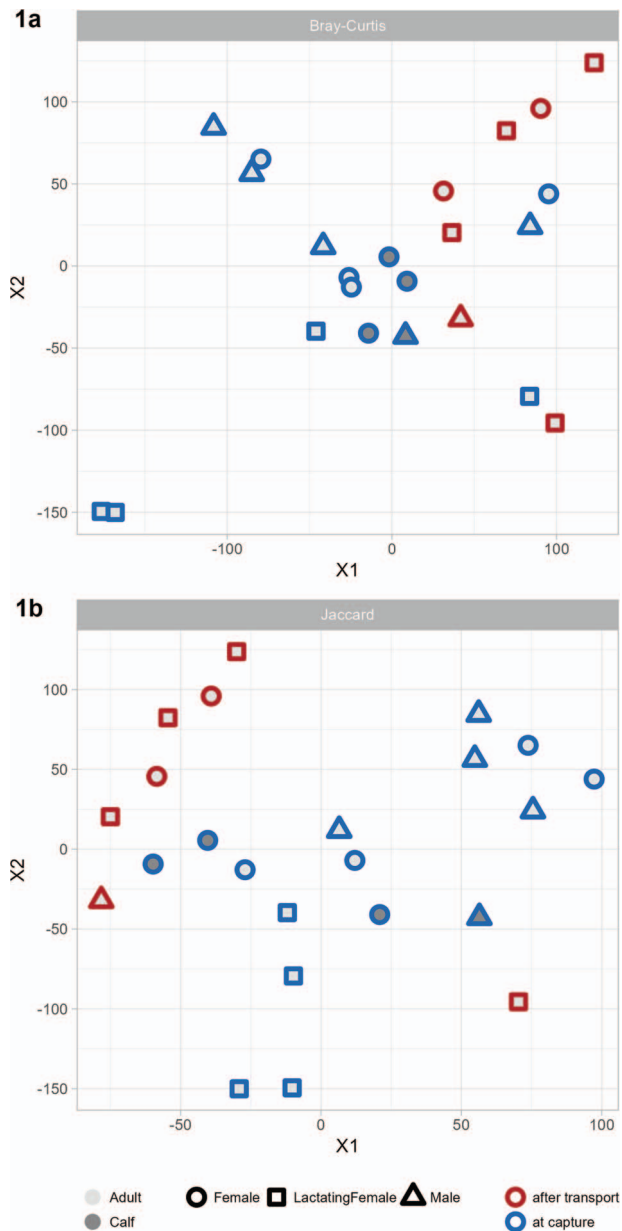 1a
Bray-Curtis
100
50
0
-50
-100
-150
X2
-100 0 100
X1
1b
Jaccard
100
50
0
-50
-100
-150
X2
-50 0 50 100
X1
Adult Female LactatingFemale Male after transport
Calf at capture